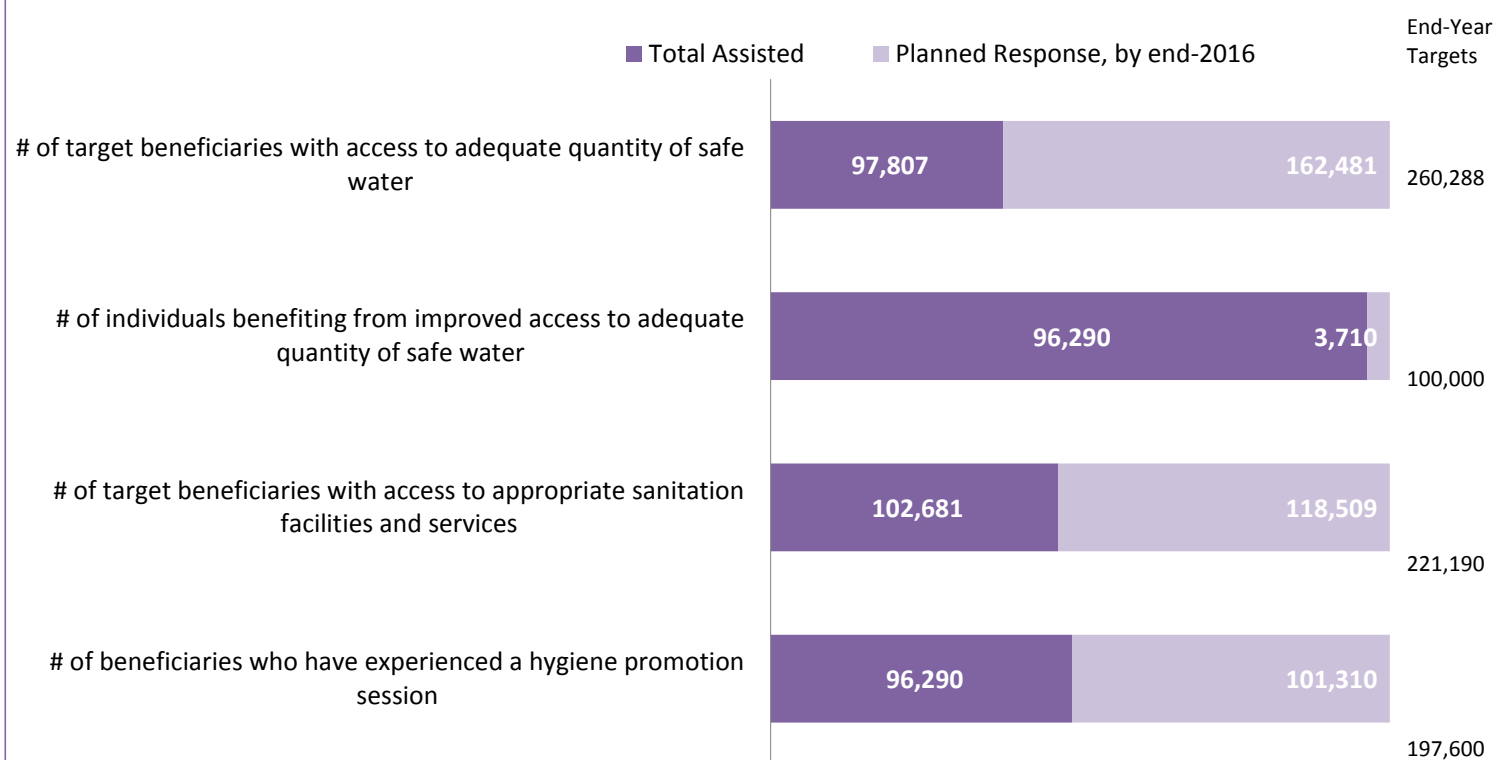 End-Year
Targets
Total Assisted
Planned Response, by end-2016
# of target beneficiaries with access to adequate quantity of safe
water
97,807
162,481
260,288
# of individuals benefiting from improved access to adequate
quantity of safe water
96,290
3,710
100,000
# of target beneficiaries with access to appropriate sanitation
facilities and services
102,681
118,509
221,190
# of beneficiaries who have experienced a hygiene promotion
session
96,290
101,310
197,600